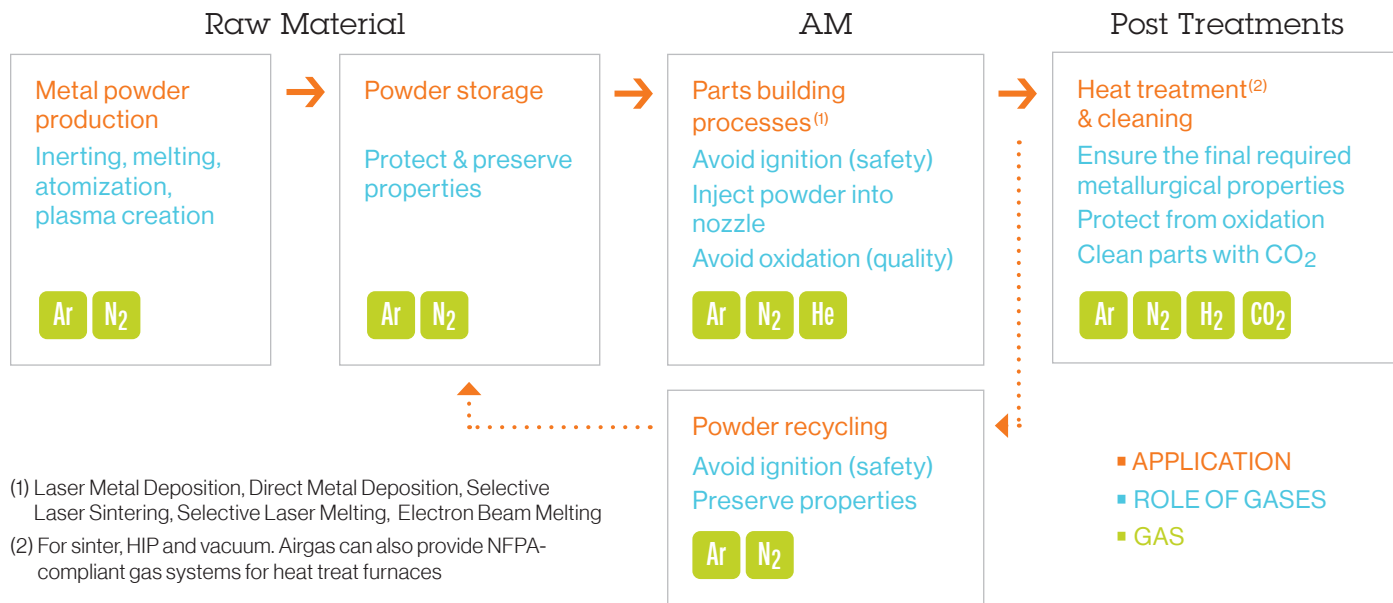 Raw Material
AM
Post Treatments
Metal powder
production
Inerting, melting,
atomization,
plasma creation
Ar N2
Powder storage
Protect & preserve
properties
Ar N2
Parts building
processes(1)
Avoid ignition (safety)
Inject powder into
nozzle
Avoid oxidation (quality)
Ar N2 He
Heat treatment(2)
& cleaning
Ensure the final required
metallurgical properties
Protect from oxidation
Clean parts with CO2
Ar N2 H2 CO2
Powder recycling
Avoid ignition (safety)
Preserve properties
Ar N2
(1) Laser Metal Deposition, Direct Metal Deposition, Selective
Laser Sintering, Selective Laser Melting, Electron Beam Melting
(2) For sinter, HIP and vacuum. Airgas can also provide NFPA-
compliant gas systems for heat treat furnaces
APPLICATION
ROLE OF GASES
GAS